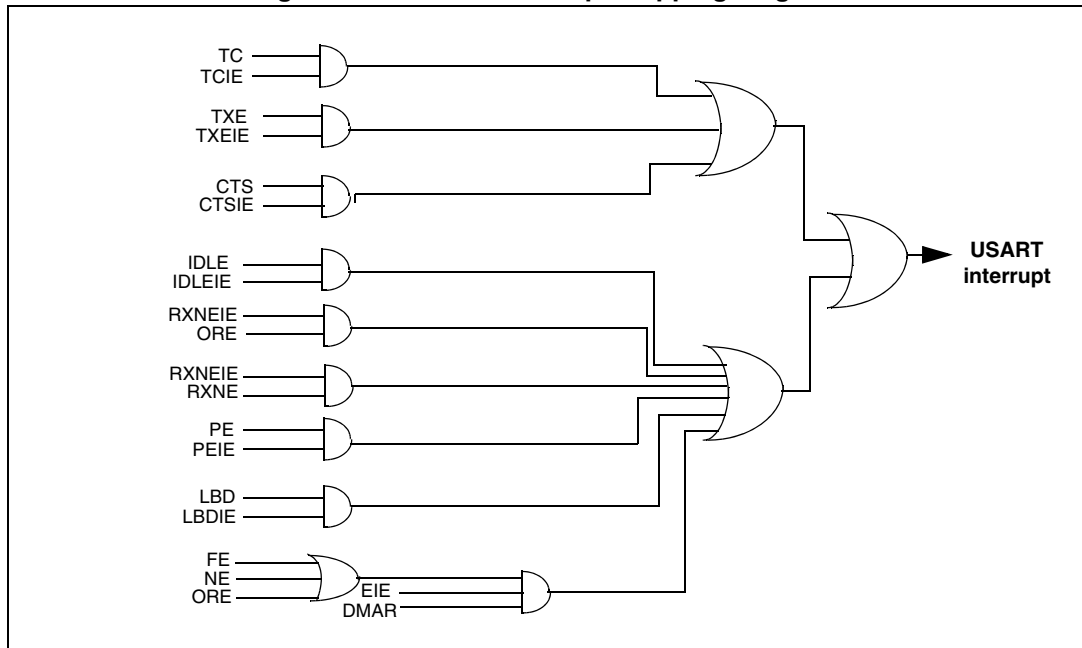 TC
TCIE
TXE
TXEIE
CTS
CTSIE
IDLE
IDLEIE
RXNEIE
ORE
RXNEIE
RXNE
PE
PEIE
LBD
LBDIE
FE
NE
ORE
EIE
DMAR
USART
interrupt